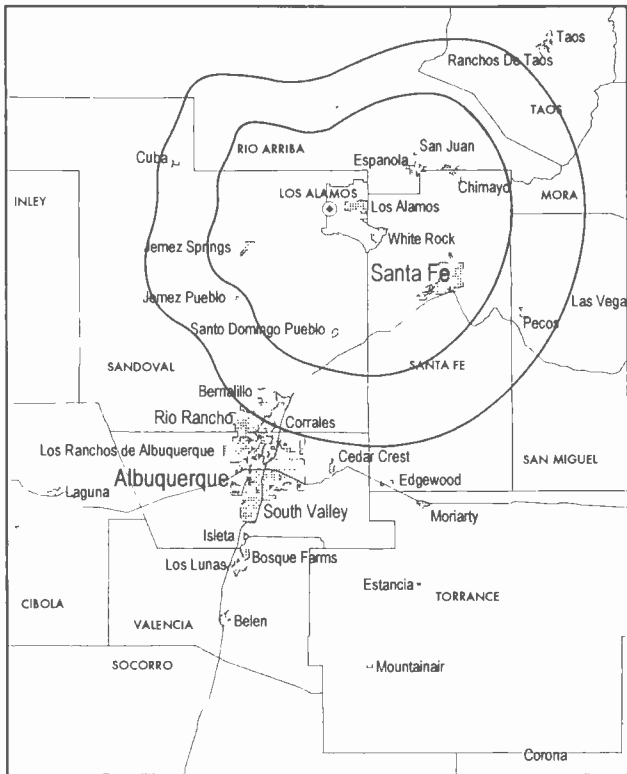 Taos
Ranchos De Taos
TAOS
RIO ARRIBA
San Juan
Espanola
Cuba
Chimayo
MORA
INLEY
LOS ALAMOS
Los Alamos
White Rock
Jemez Springs
Santa Fe
Jemez Pueblo
Las Vega
Pecos
Santo Domingo Pueblo
SANDOVAL
SANTA FE
Bernalillo
Rio Rancho
Corrales
Los Ranchos de Albuquerque
Cedar Crest
SAN MIGUEL
Albuquerque
Edgewood
Laguna
Moriarty
South Valley
Isleta
Bosque Farms
Los Lunas
Estancia
CIBOLA
TORRANCE
VALENCIA
Belen
SOCORRO
Mountainair
Corona